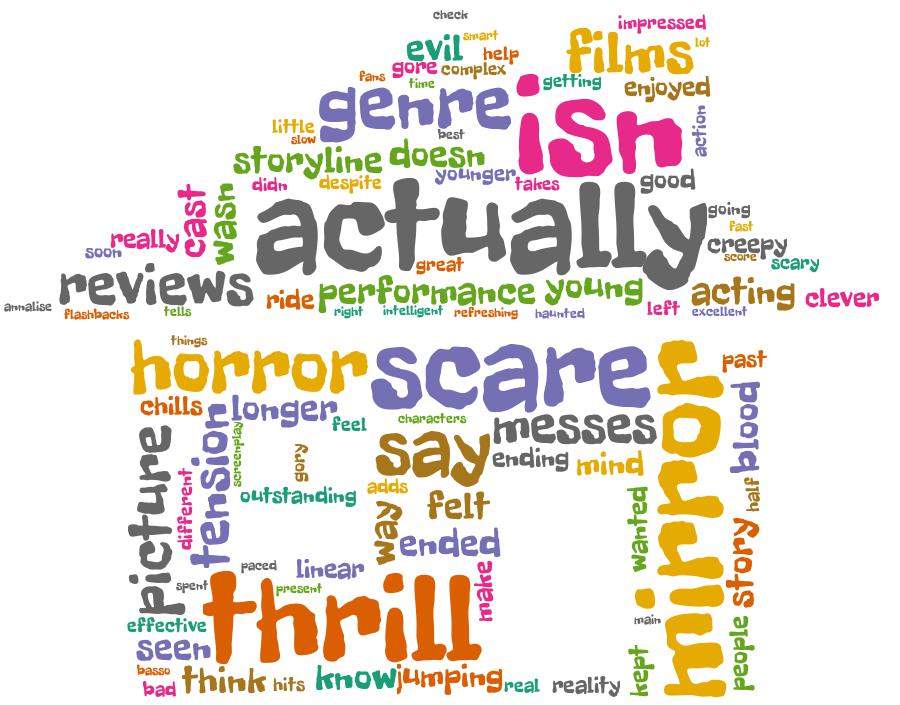 check
impressed
evil
smart
films
lot
help
gore
complex
fans
time
getting
enjoyed
genre
isn
little
slow
best
action
storyline
doesn
younger
didn
despite
takes
good
cast
wasn
actually
going
fast
really
soon
creepy
score
scary
great
reviews
ride
performance
young
acting
clever
annalise
flashbacks
tells
right
intelligent
refreshing
haunted
left
excellent
things
horror
scare
mirror
past
chills
longer
feel
characters
messes
blood
picture
tension
screenplay
gory
say
ending
mind
different
outstanding
adds
felt
wanted
half
way
ended
story
paced
linear
spent
present
thrill
make
main
effective
seen
people
basso
bad
think
hits
know
jumping
real
reality
kept